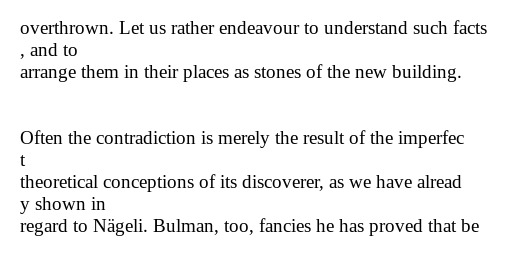 overthrown. Let us rather endeavour to understand such facts
, and to
arrange them in their places as stones of the new building.
Often the contradiction is merely the result of the imperfec
t
theoretical conceptions of its discoverer, as we have alread
y shown in
regard to Nägeli. Bulman, too, fancies he has proved that be